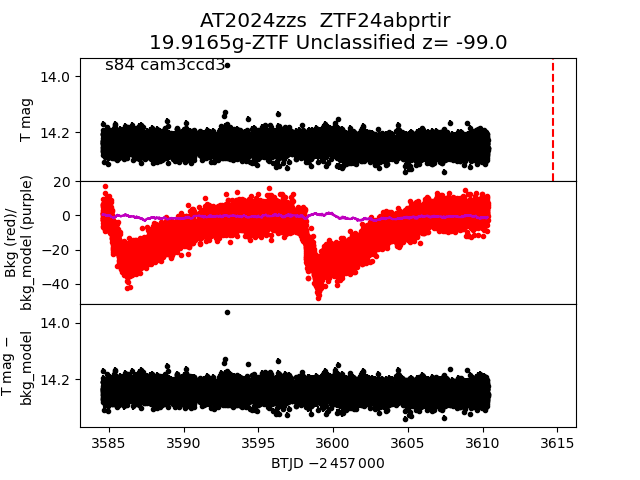 AT2024zzs  ZTF24abprtir
19.9165g-ZTF Unclassified z= -99.0
s84 cam3ccd3
14.0
14.2
T mag
20
0
−20
−40
Bkg (red)/
bkg_model (purple)
14.0
14.2
T mag −
bkg_model
3585 3590 3595 3600 3605 3610 3615
BTJD −2 457 000